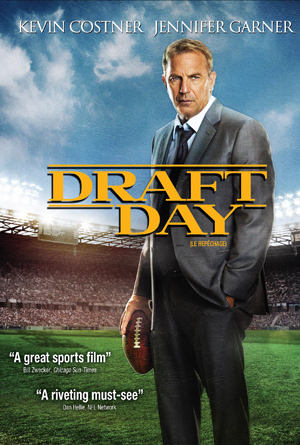 KEVIN COSTNER JENNIFER GARNER
DRAFT
DAY
(LE REPÊCHAGE)
“A great sports film”
Bill Zwecker, Chicago Sun-Times
“A riveting must-see”
Dan Hellie, NFL Network